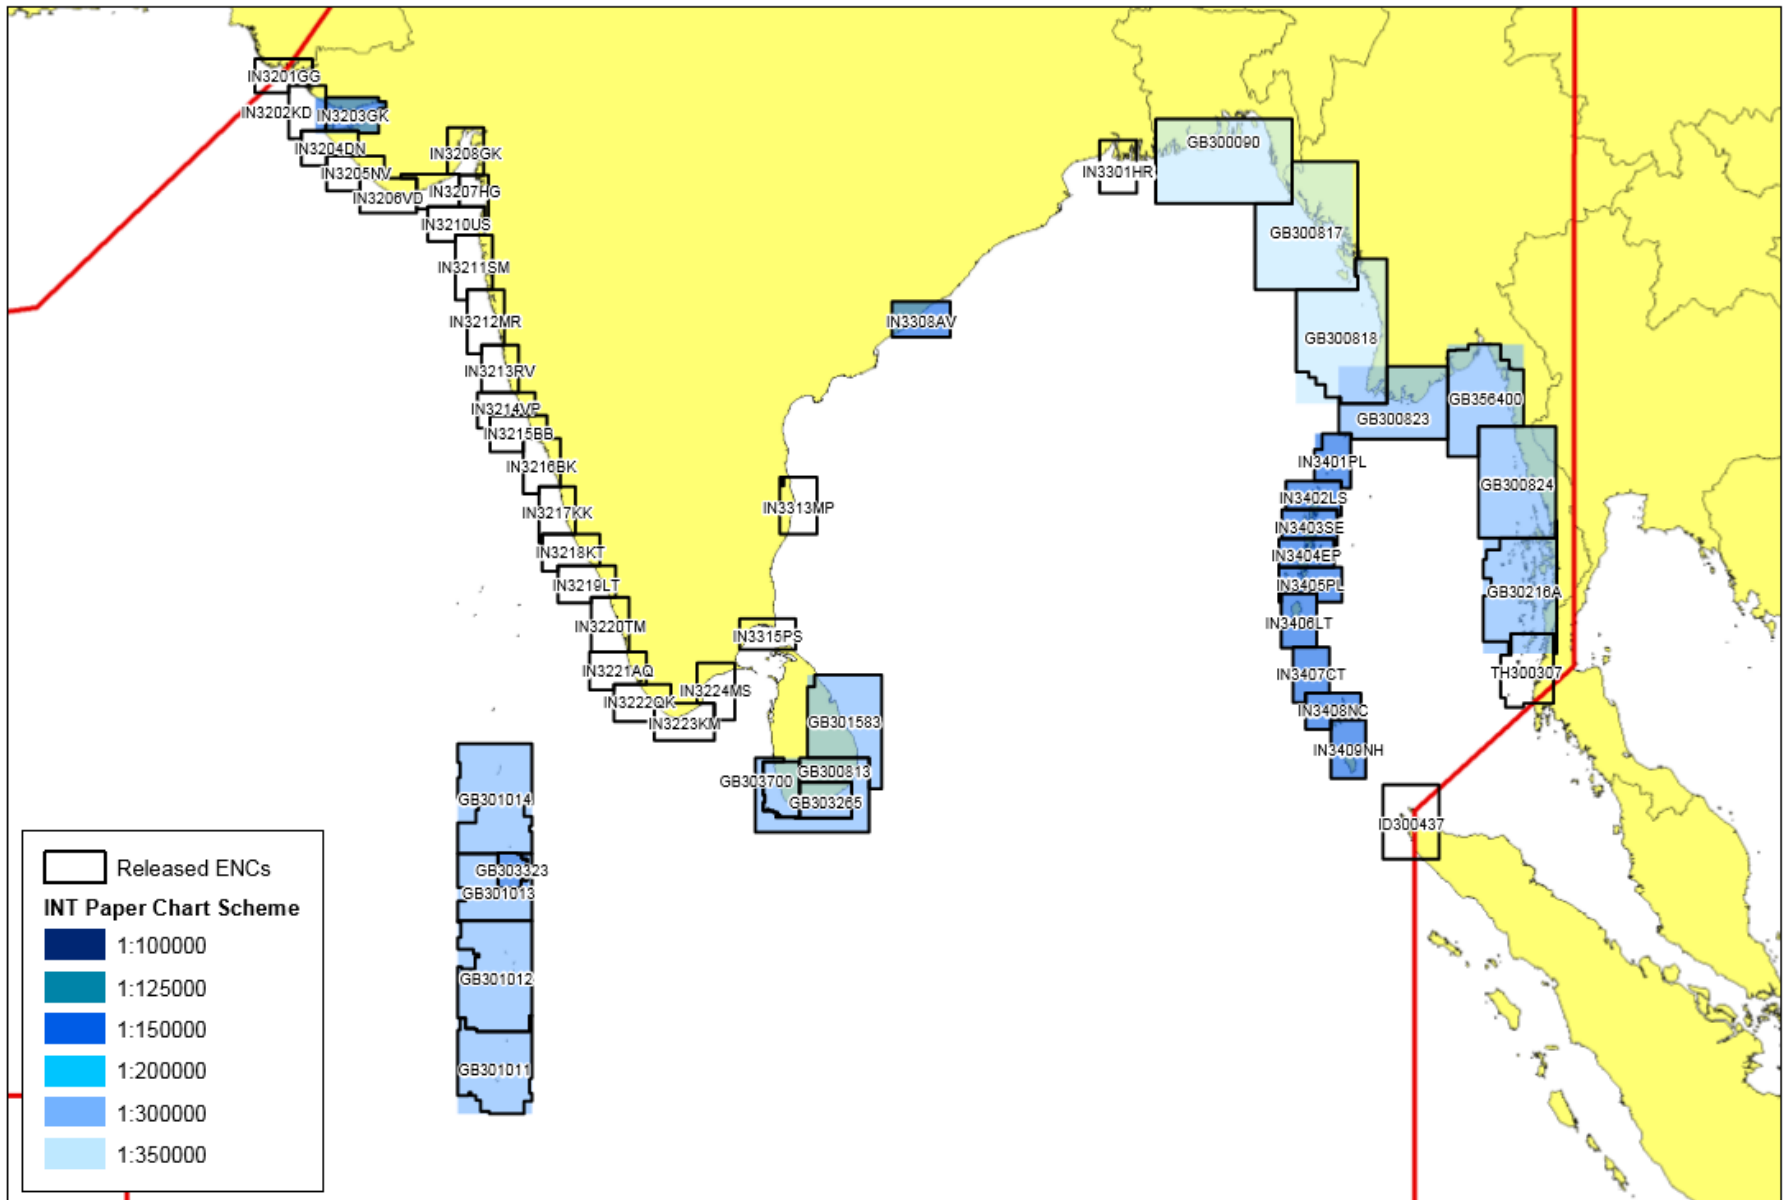 IN3201GG
IN3202KD
IN3203GK
IN3204DN
IN3205NV
IN3206VD
IN3208GK
IN3207HG
IN3210US
IN3211SM
IN3212MR
IN3213RV
IN3214VP
IN3215BB
IN3216BK
IN3217KK
IN3218KT
IN3219LT
IN3220TM
IN3221AQ
IN3222QK
IN3223KM
IN3224MS
IN3315PS
IN3313MP
IN3308AV
IN3301HR
GB300090
GB300817
GB300818
GB300823
GB356400
GB300824
GB30216A
TH300307
IN3401PL
IN3402LS
IN3403SE
IN3404EP
IN3405PL
IN3406LT
IN3407CT
IN3408NC
IN3409NH
ID300437
GB301583
GB300813
GB303700
GB303265
GB301014
GB303323
GB301013
GB301012
GB301011
Released ENCs
INT Paper Chart Scheme
1:100000
1:125000
1:150000
1:200000
1:300000
1:350000